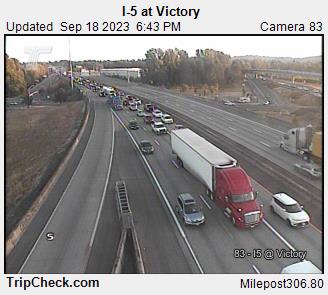 I-5 at Victory
Updated  Sep 18 2023  6:43 PM
Camera 83
S
83 - I5 @ Victory
TripCheck.com
Milepost306.80